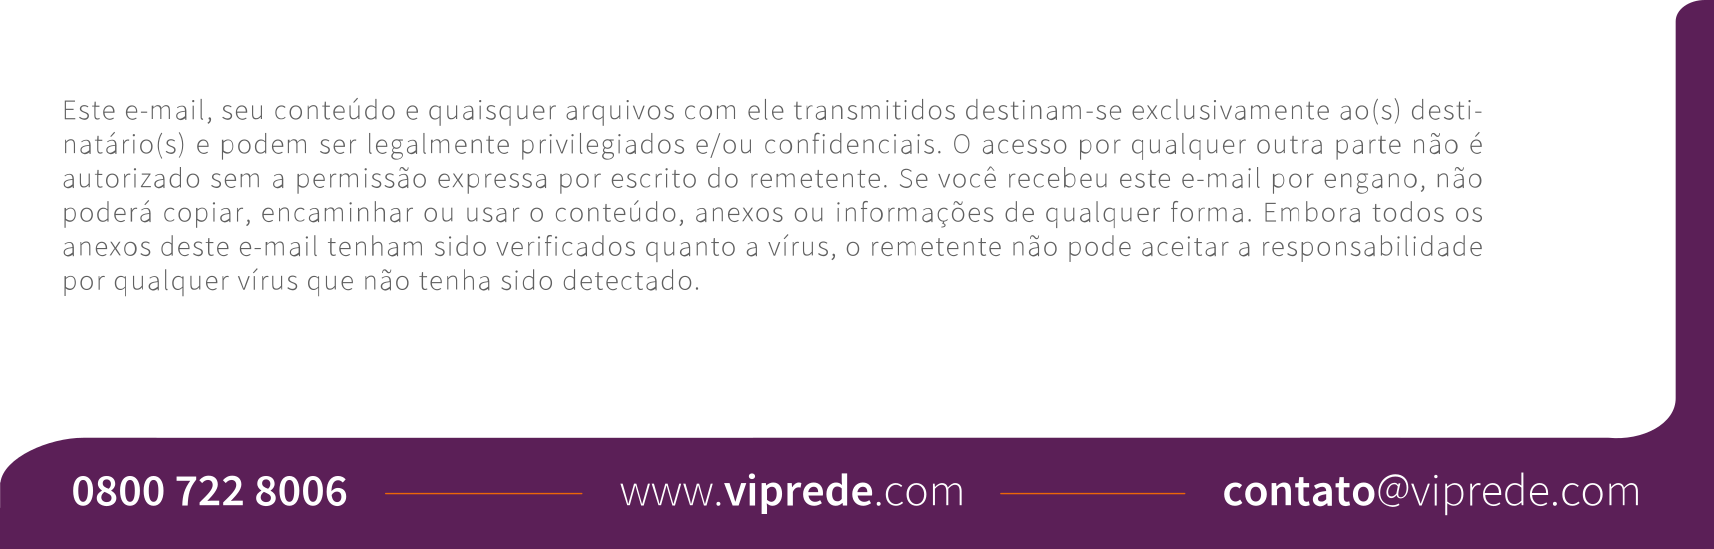 Este e-mail, seu conteúdo e quaisquer arquivos com ele transmitidos destinam-se exclusivamente ao(s) desti-
natário(s) e podem ser legalmente privilegiados e/ou confidenciais. O acesso por qualquer outra parte não é
autorizado sem a permissão expressa por escrito do remetente. Se você recebeu este e-mail por engano, não
poderá copiar, encaminhar ou usar o conteúdo, anexos ou informações de qualquer forma. Embora todos os
anexos deste e-mail tenham sido verificados quanto a vírus, o remetente não pode aceitar a responsabilidade
por qualquer vírus que não tenha sido detectado.
0800 722 8006 www.viprede.com contato@viprede.com